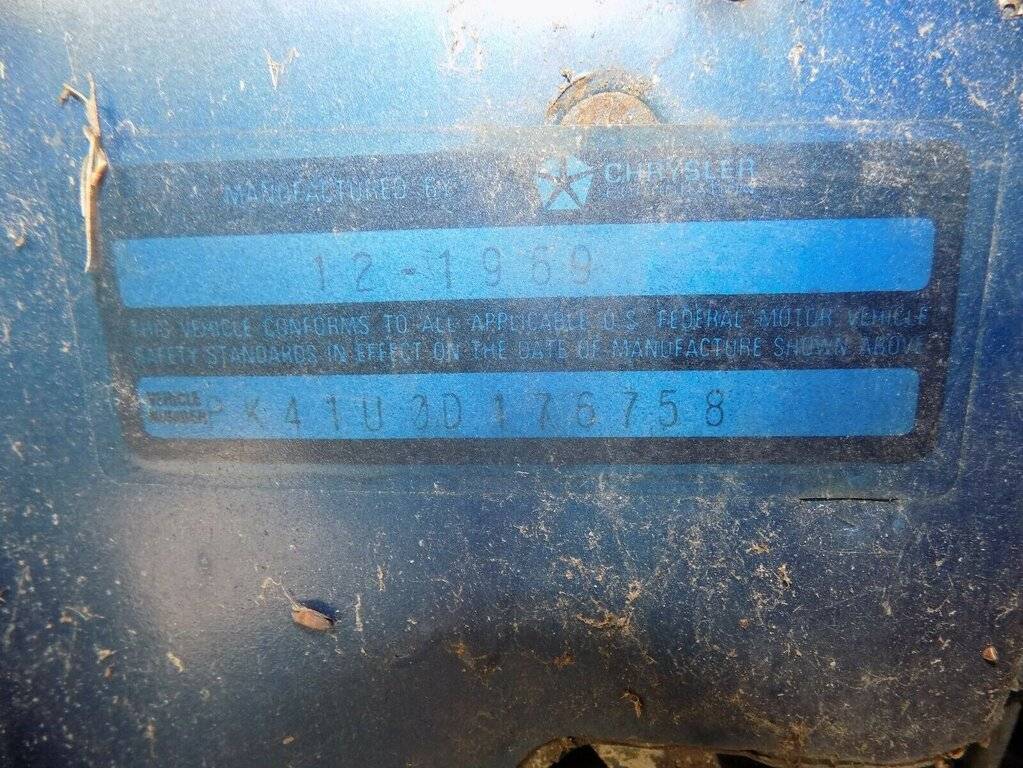 MANUFACTURED BY CHRYSLER
12-1969
THIS VEHICLE CONFORMS TO ALL APPLICABLE U.S. FEDERAL MOTOR VEHICLE
SAFETY STANDARDS IN EFFECT ON THE DATE OF MANUFACTURE SHOWN ABOVE
VEHICLE NUMBER PK41U0D176758